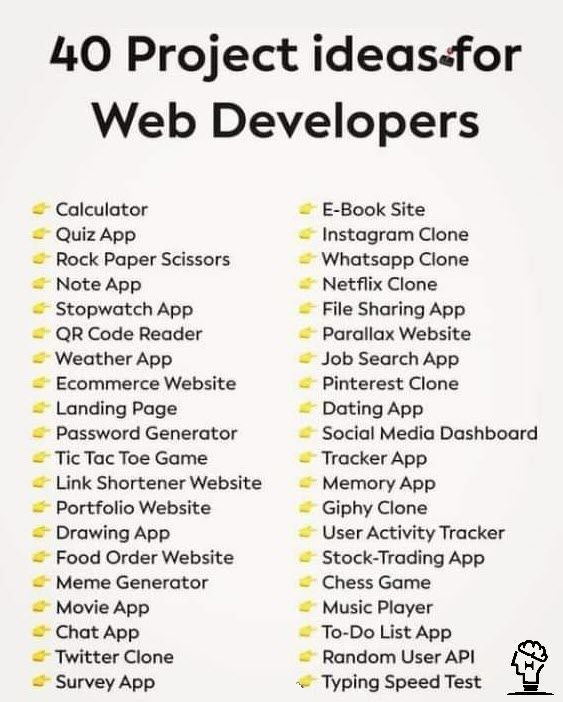 40 Project ideas for
Web Developers
Calculator
Quiz App
Rock Paper Scissors
Note App
Stopwatch App
QR Code Reader
Weather App
Ecommerce Website
Landing Page
Password Generator
Tic Tac Toe Game
Link Shortener Website
Portfolio Website
Drawing App
Food Order Website
Meme Generator
Movie App
Chat App
Twitter Clone
Survey App
E-Book Site
Instagram Clone
Whatsapp Clone
Netflix Clone
File Sharing App
Parallax Website
Job Search App
Pinterest Clone
Dating App
Social Media Dashboard
Tracker App
Memory App
Giphy Clone
User Activity Tracker
Stock-Trading App
Chess Game
Music Player
To-Do List App
Random User API
Typing Speed Test